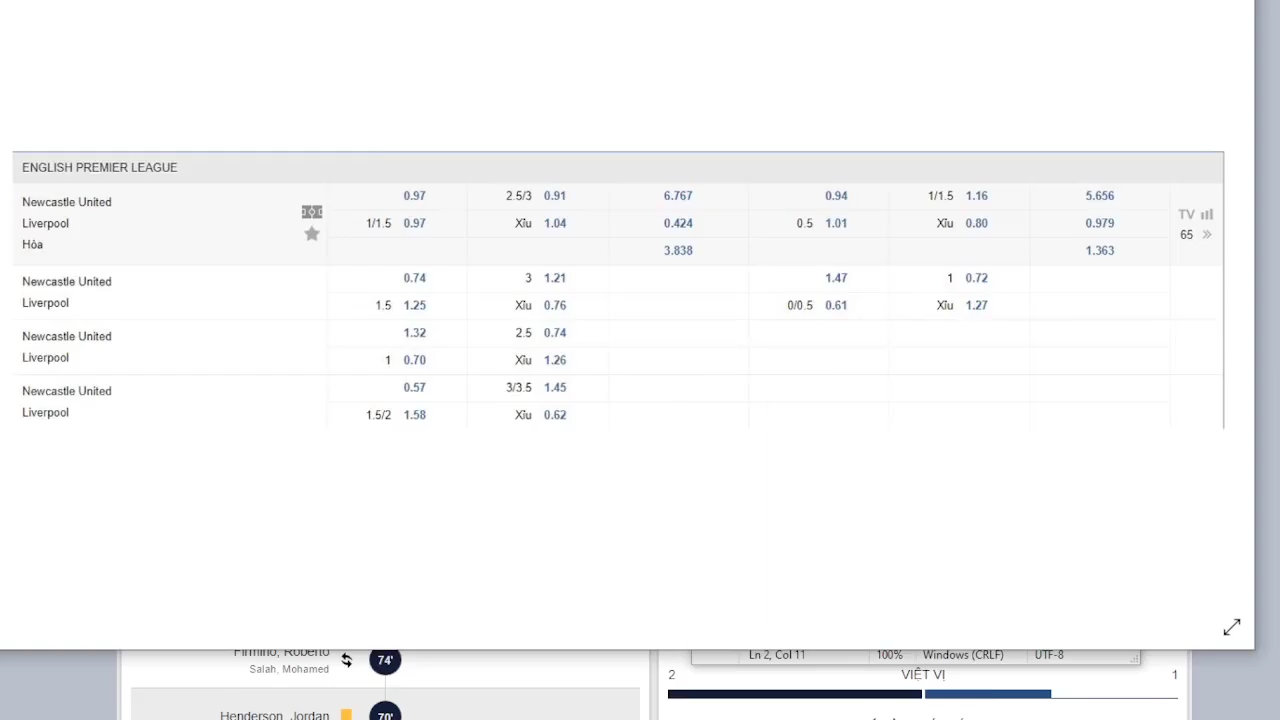 ENGLISH PREMIER LEAGUE
Newcastle United 0.97 2.5/3 0.91 6.767 0.94 1/1.5 1.16 5.656
Liverpool 1/1.5 0.97 Xỉu 1.04 0.424 0.5 1.01 Xỉu 0.80 0.979 TV
Hòa 3.838 1.363 65 »
Newcastle United 0.74 3 1.21 1.47 1 0.72
Liverpool 1.5 1.25 Xỉu 0.76 0/0.5 0.61 Xỉu 1.27
Newcastle United 1.32 2.5 0.74
Liverpool 1 0.70 Xỉu 1.26
Newcastle United 0.57 3/3.5 1.45
Liverpool 1.5/2 1.58 Xỉu 0.62
Firmino, Roberto 74'
Salah, Mohamed
Henderson, Jordan 70'
Ln 2, Col 11 100% Windows (CRLF) UTF-8
2 VIỆT VỊ 1